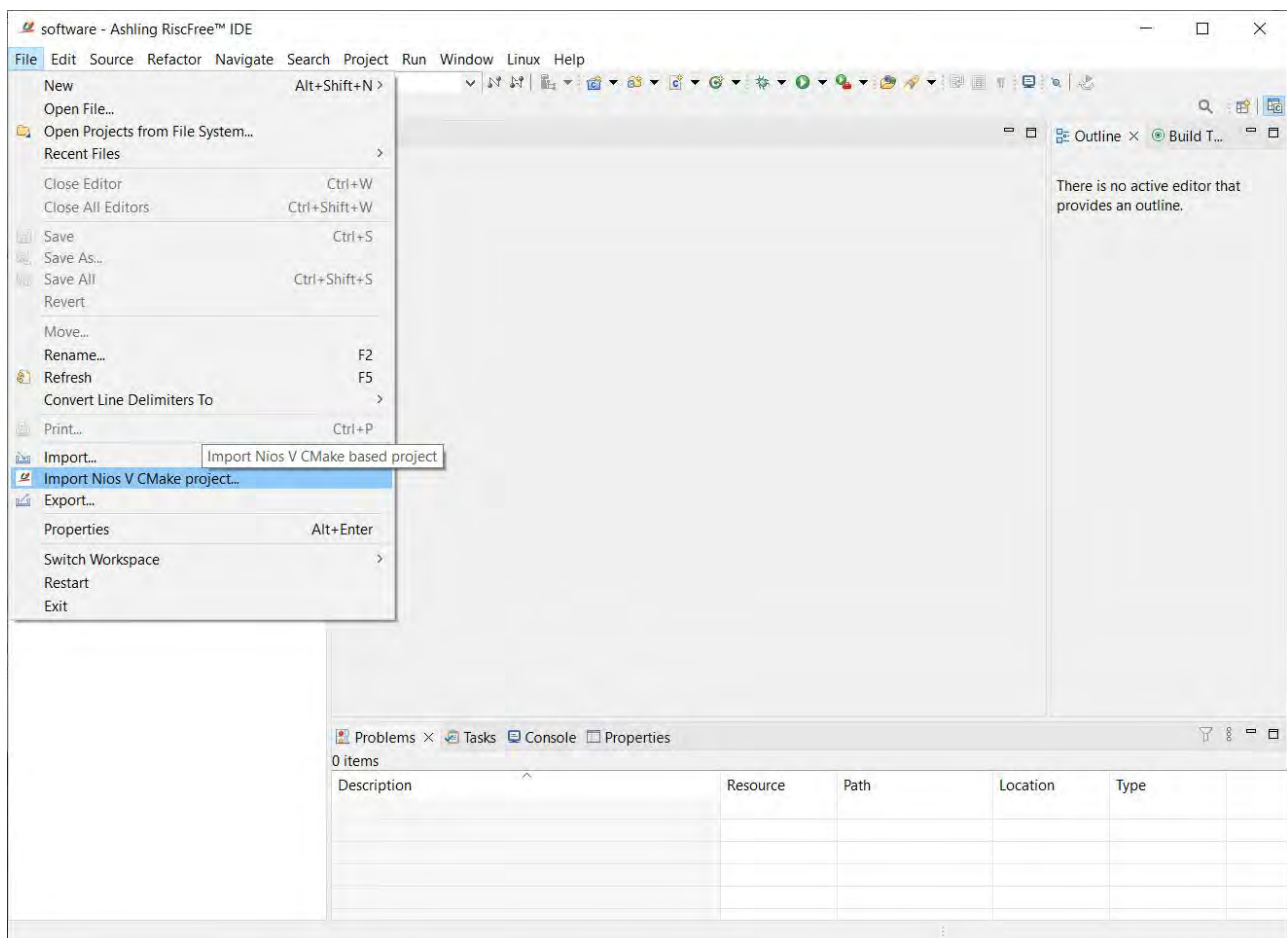 software - Ashling RiscFree™ IDE
File Edit Source Refactor Navigate Search Project Run Window Linux Help
New Alt+Shift+N >
Open File...
Open Projects from File System...
Recent Files >
Close Editor Ctrl+W
Close All Editors Ctrl+Shift+W
Save Ctrl+S
Save As...
Save All Ctrl+Shift+S
Revert
Move...
Rename... F2
Refresh F5
Convert Line Delimiters To >
Print... Ctrl+P
Import...
Import Nios V CMake based project
Import Nios V CMake project...
Export...
Properties Alt+Enter
Switch Workspace >
Restart
Exit
Outline Build T...
There is no active editor that
provides an outline.
Problems Tasks Console Properties
0 items
Description Resource Path Location Type